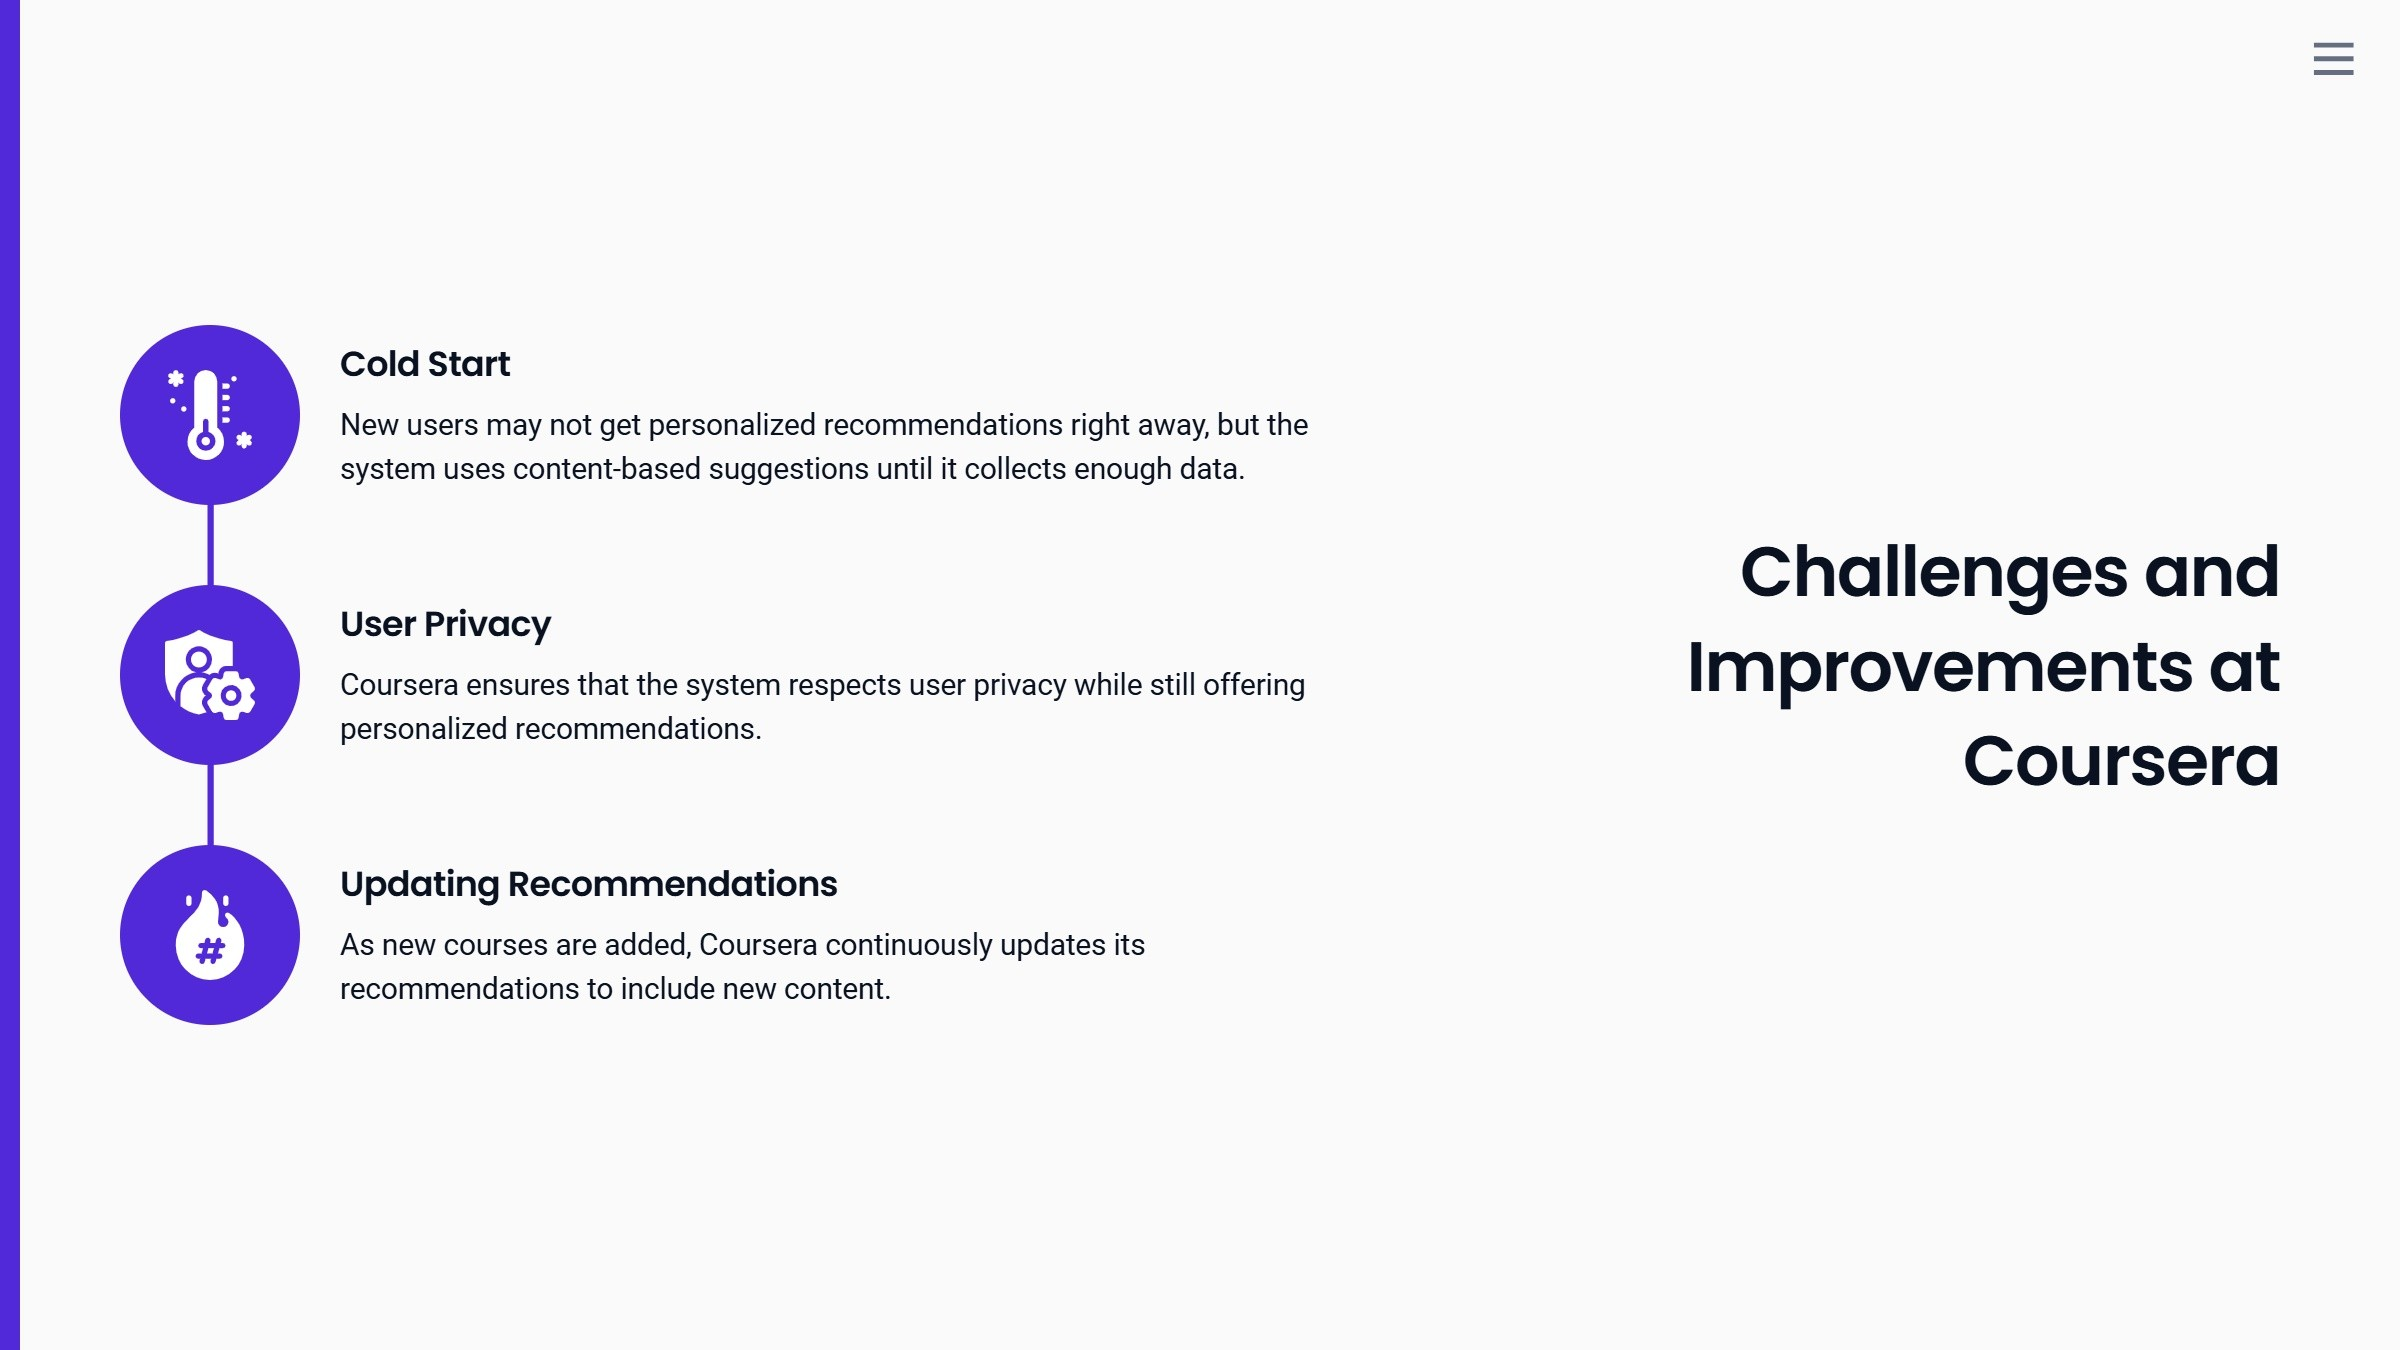 Cold Start
New users may not get personalized recommendations right away, but the
system uses content-based suggestions until it collects enough data.
User Privacy
Coursera ensures that the system respects user privacy while still offering
personalized recommendations.
#
Updating Recommendations
As new courses are added, Coursera continuously updates its
recommendations to include new content.
Challenges and
Improvements at
Coursera